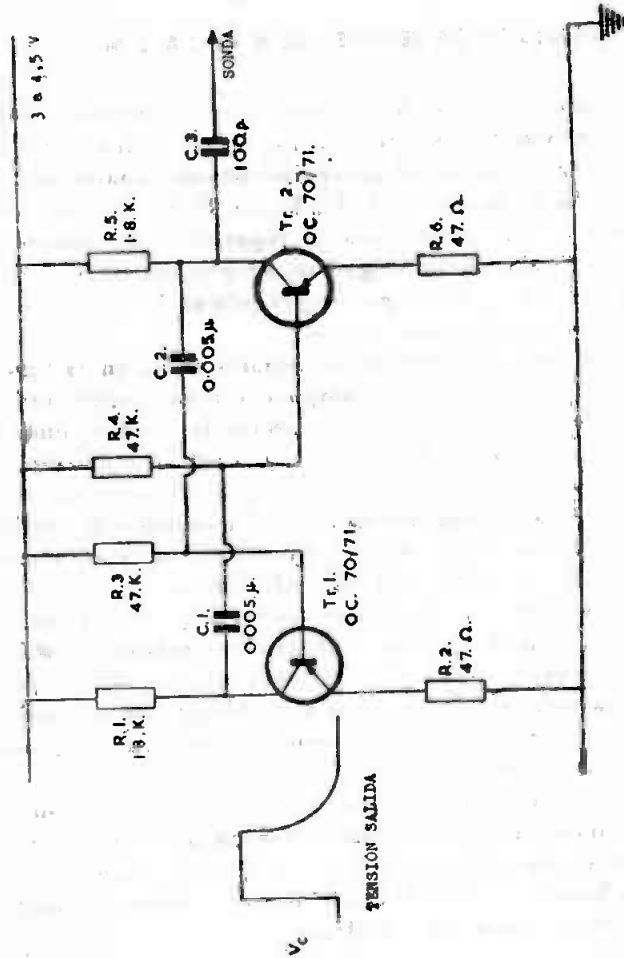 3 a 4,5 V
R.1.
1·8.K.
R.3
47.K.
R.4.
47.K.
R.5.
1·8.K.
C.1.
0·005.µ.
C.2.
0·005.µ
C.3.
100.p.
SONDA
Tr.1.
OC. 70/71.
Tr. 2.
OC. 70/71.
Vc
TENSION SALIDA
R.2.
47.Ω.
R.6.
47.Ω